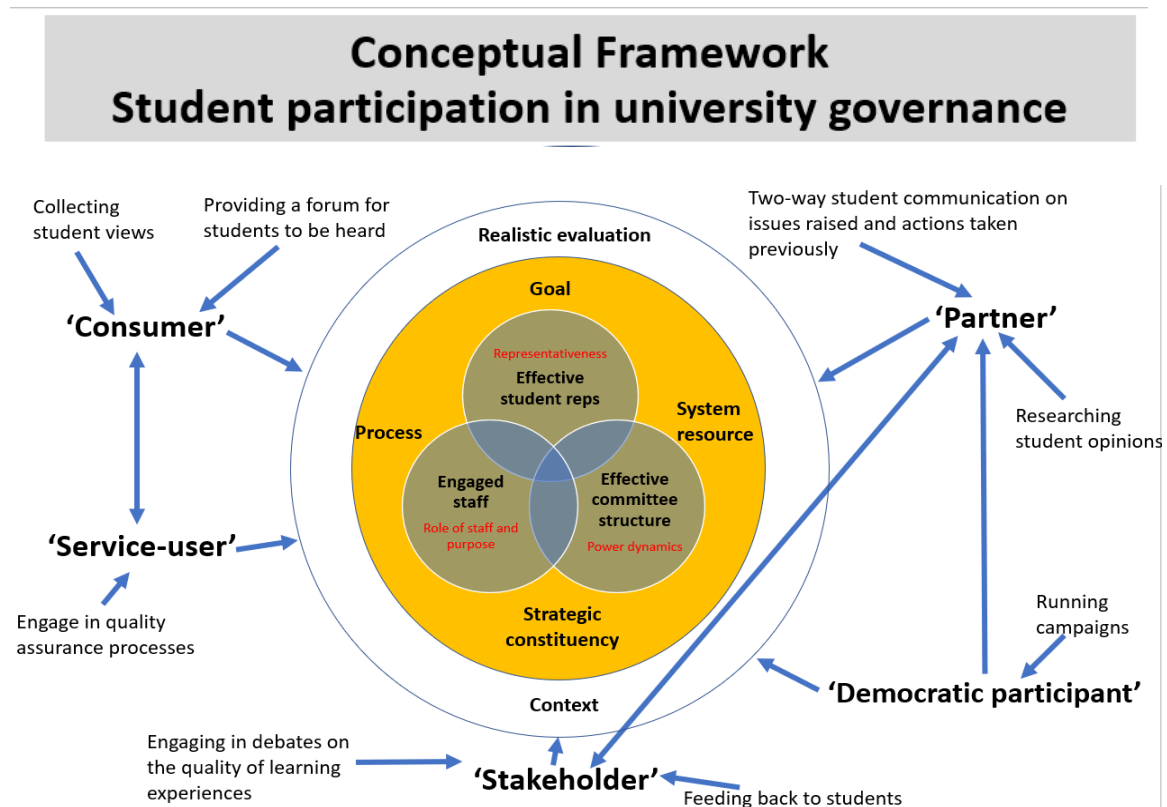 Conceptual Framework
Student participation in university governance
Collecting
student views
Providing a forum for
students to be heard
Two-way student communication on
issues raised and actions taken
previously
Realistic evaluation
Goal
‘Consumer’
‘Partner’
Representativeness
Effective
student reps
Process
System
resource
Researching
student opinions
Engaged
staff
Role of staff and
purpose
Effective
committee
structure
Power dynamics
‘Service-user’
Engage in quality
assurance processes
Strategic
constituency
Running
campaigns
Context
‘Democratic participant’
Engaging in debates on
the quality of learning
experiences
‘Stakeholder’
Feeding back to students